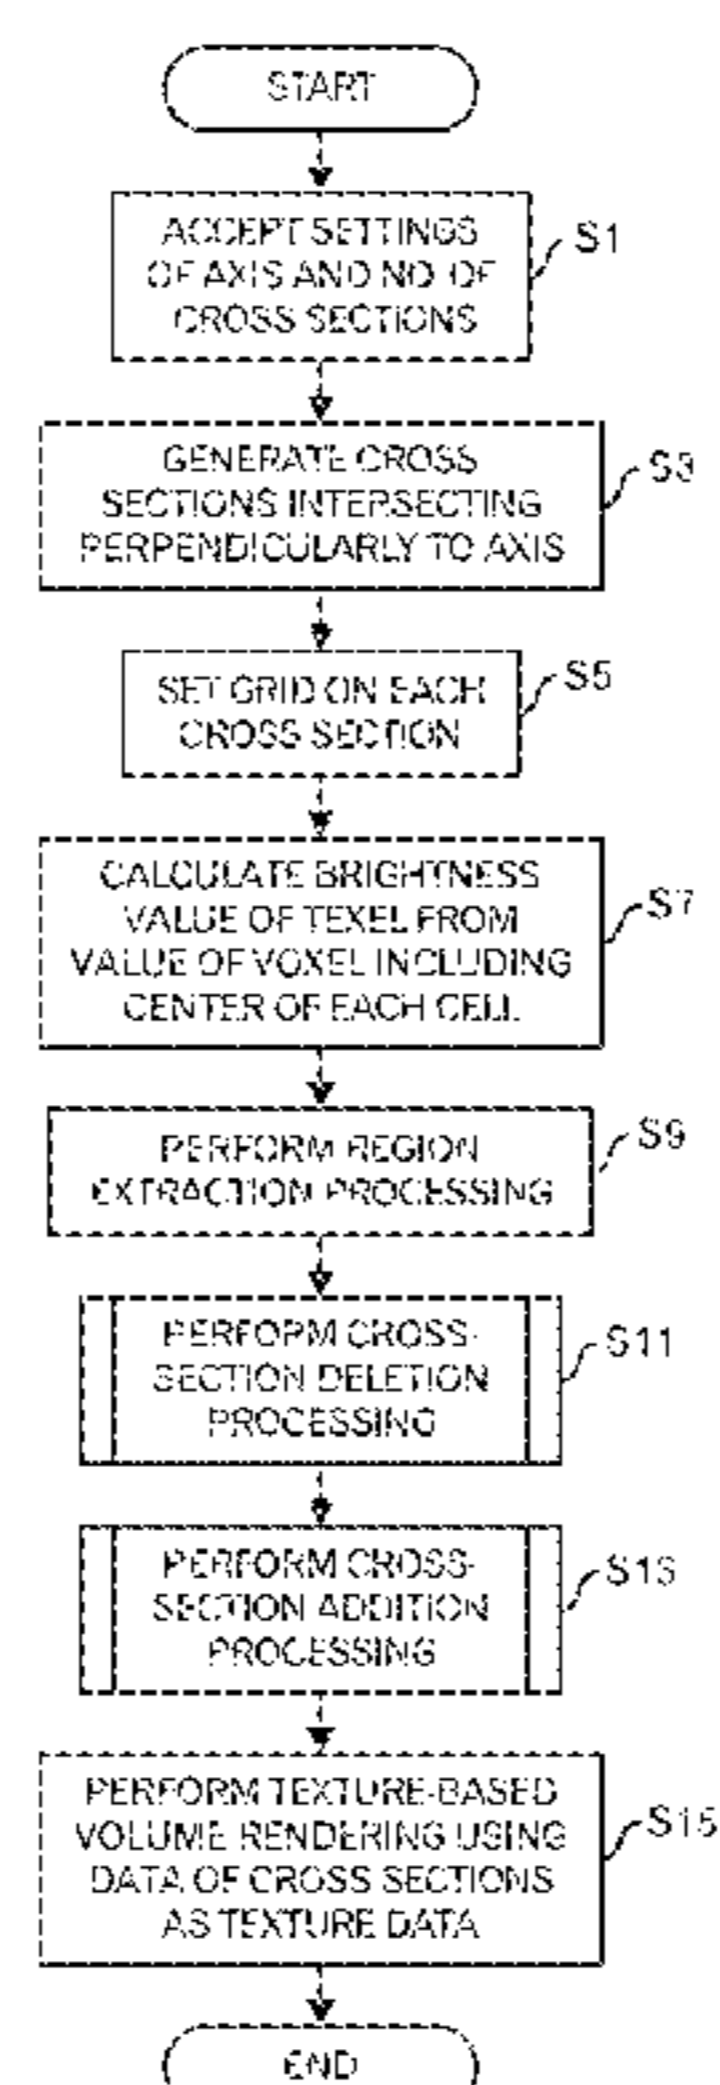 START
ACCEPT SETTINGS
OF AXIS AND NO. OF
CROSS SECTIONS
S1
GENERATE CROSS
SECTIONS INTERSECTING
PERPENDICULARLY TO AXIS
S3
SET GRID ON EACH
CROSS SECTION
S5
CALCULATE BRIGHTNESS
VALUE OF TEXEL FROM
VALUE OF VOXEL INCLUDING
CENTER OF EACH CELL
S7
PERFORM REGION
EXTRACTION PROCESSING
S9
PERFORM CROSS-
SECTION DELETION
PROCESSING
S11
PERFORM CROSS-
SECTION ADDITION
PROCESSING
S13
PERFORM TEXTURE-BASED
VOLUME RENDERING USING
DATA OF CROSS SECTIONS
AS TEXTURE DATA
S15
END